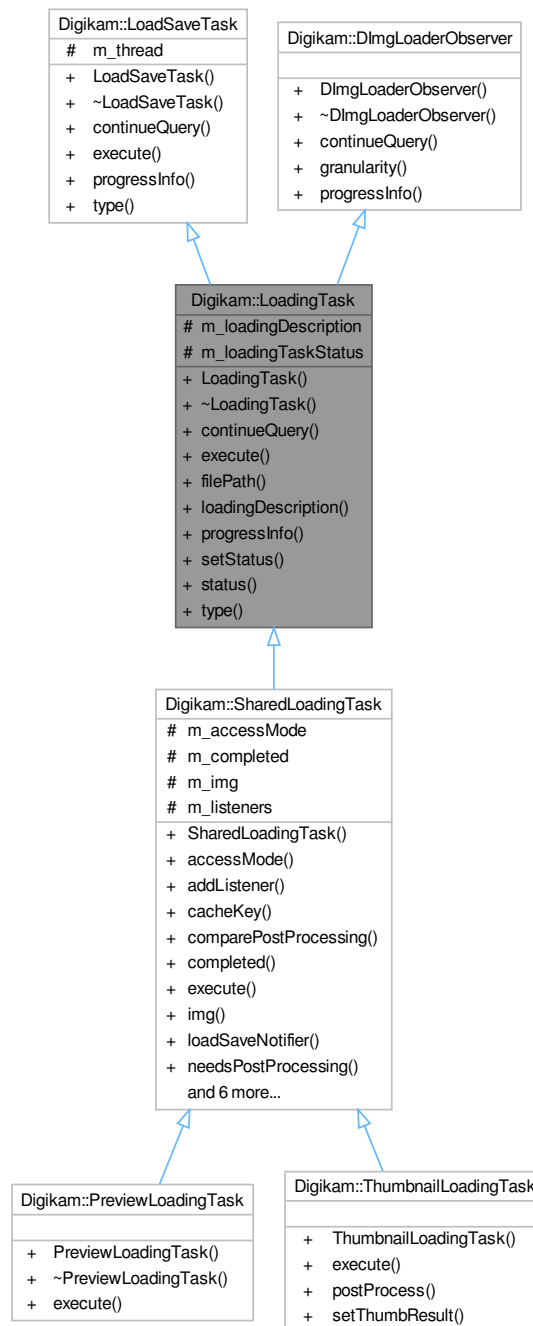 Digikam::LoadSaveTask
# m_thread
+ LoadSaveTask()
+ ~LoadSaveTask()
+ continueQuery()
+ execute()
+ progressInfo()
+ type()
Digikam::DImgLoaderObserver
+ DImgLoaderObserver()
+ ~DImgLoaderObserver()
+ continueQuery()
+ granularity()
+ progressInfo()
Digikam::LoadingTask
# m_loadingDescription
# m_loadingTaskStatus
+ LoadingTask()
+ ~LoadingTask()
+ continueQuery()
+ execute()
+ filePath()
+ loadingDescription()
+ progressInfo()
+ setStatus()
+ status()
+ type()
Digikam::SharedLoadingTask
# m_accessMode
# m_completed
# m_img
# m_listeners
+ SharedLoadingTask()
+ accessMode()
+ addListener()
+ cacheKey()
+ comparePostProcessing()
+ completed()
+ execute()
+ img()
+ loadSaveNotifier()
+ needsPostProcessing()
and 6 more...
Digikam::PreviewLoadingTask
+ PreviewLoadingTask()
+ ~PreviewLoadingTask()
+ execute()
Digikam::ThumbnailLoadingTask
+ ThumbnailLoadingTask()
+ execute()
+ postProcess()
+ setThumbResult()